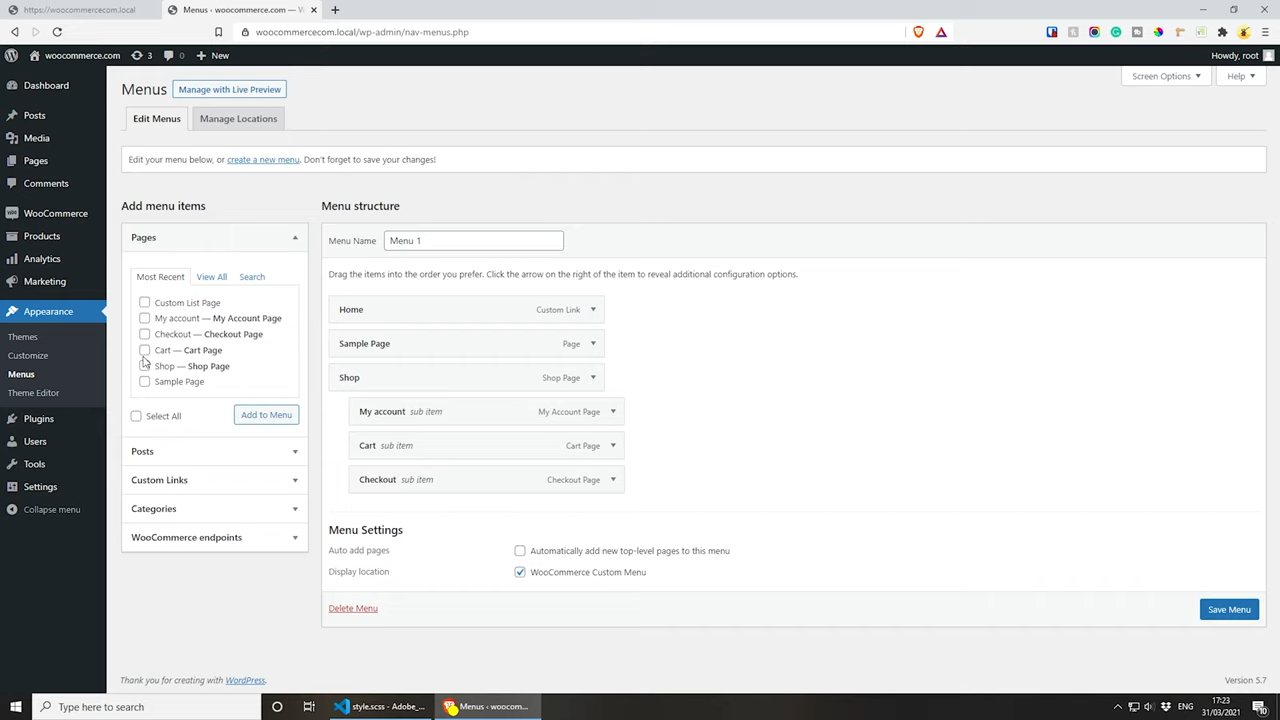 https://woocommercecom.local
Menus ‹ woocommerce.com — W
woocommercecom.local/wp-admin/nav-menus.php
woocommerce.com
3
0
New
Howdy, root
Dashboard
Posts
Media
Pages
Comments
WooCommerce
Products
Analytics
Marketing
Appearance
Themes
Customize
Menus
Theme Editor
Plugins
Users
Tools
Settings
Collapse menu
Menus
Manage with Live Preview
Screen Options
Help
Edit Menus
Manage Locations
Edit your menu below, or create a new menu. Don't forget to save your changes!
Add menu items
Pages
Most Recent
View All
Search
Custom List Page
My account — My Account Page
Checkout — Checkout Page
Cart — Cart Page
Shop — Shop Page
Sample Page
Select All
Add to Menu
Posts
Custom Links
Categories
WooCommerce endpoints
Menu structure
Menu Name
Menu 1
Drag the items into the order you prefer. Click the arrow on the right of the item to reveal additional configuration options.
Home Custom Link
Sample Page Page
Shop Shop Page
My account sub item My Account Page
Cart sub item Cart Page
Checkout sub item Checkout Page
Menu Settings
Auto add pages
Automatically add new top-level pages to this menu
Display location
WooCommerce Custom Menu
Delete Menu
Save Menu
Thank you for creating with WordPress.
Version 5.7
Type here to search
style.scss - Adobe_...
Menus ‹ woocom...
ENG
17:23
31/03/2021
10